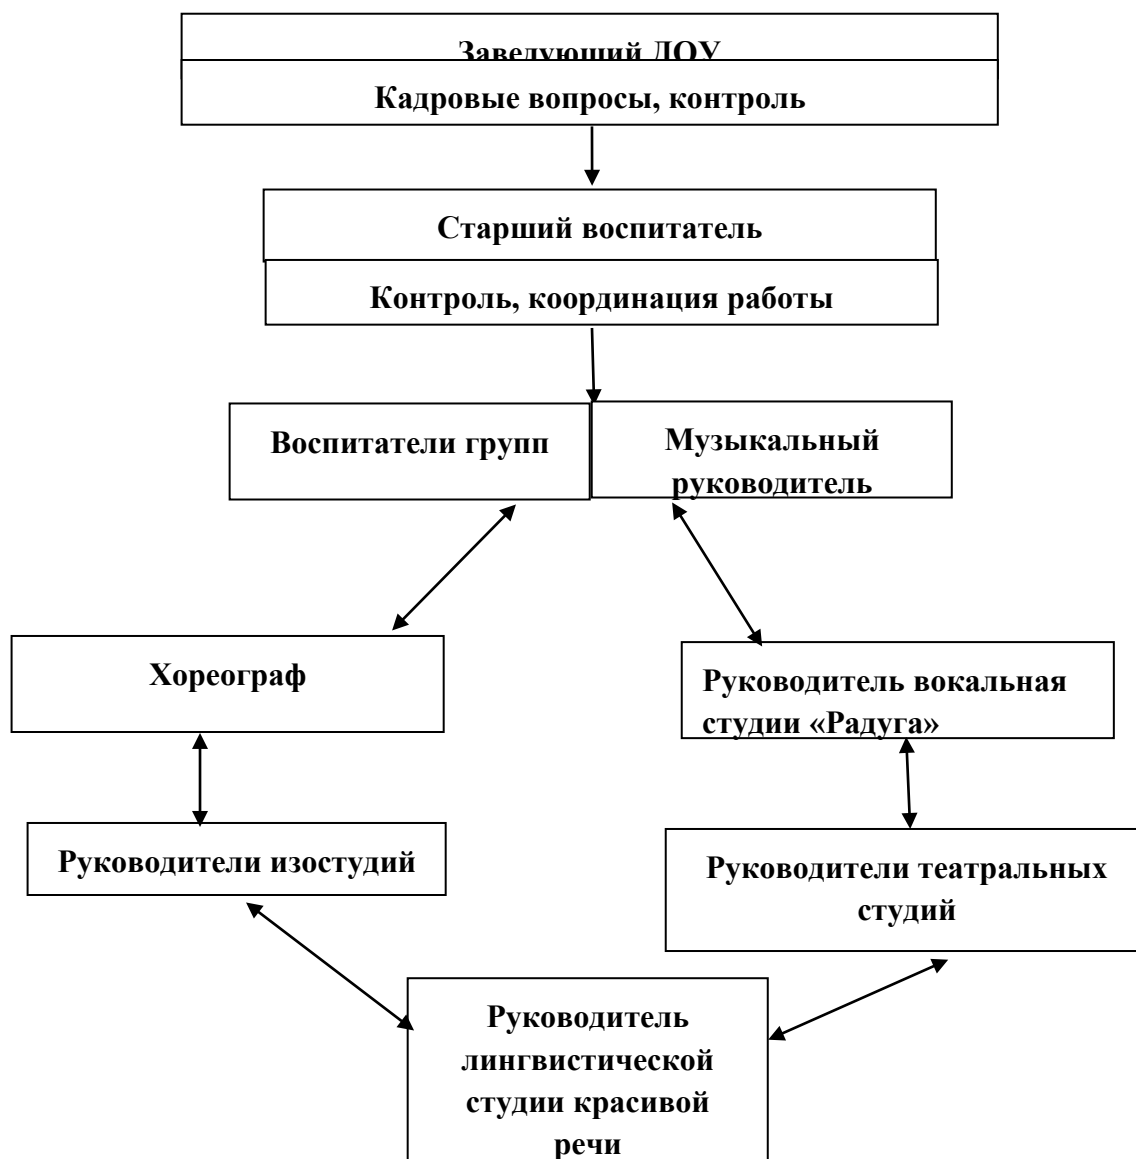 Заведующий ДОУ
Кадровые вопросы, контроль
Старший воспитатель
Контроль, координация работы
Воспитатели групп
Музыкальный
руководитель
Хореограф
Руководитель вокальная
студии «Радуга»
Руководители изостудий
Руководители театральных
студий
Руководитель
лингвистической
студии красивой
речи